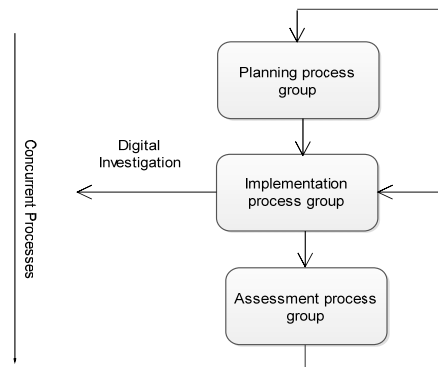 Planning process
group
Digital
Investigation
Implementation
process group
Concurrent Processes
Assessment process
group